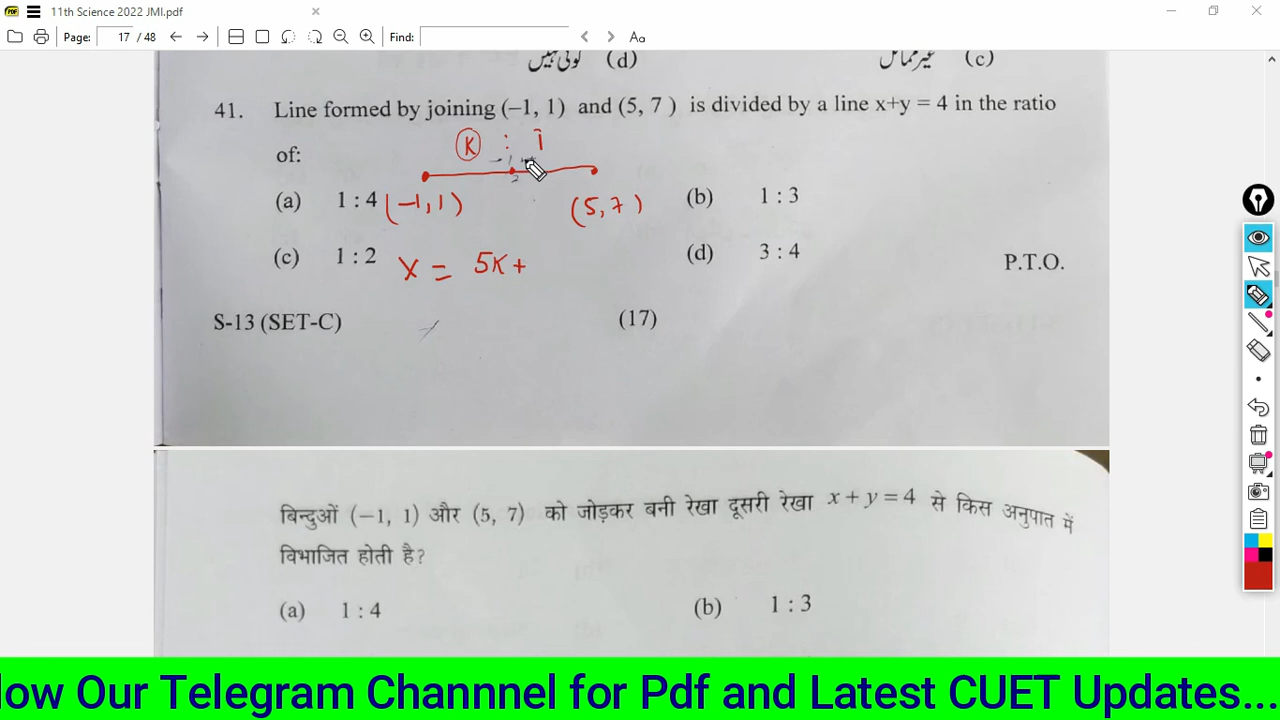 11th Science 2022 JMI.pdf
Page: 17 / 48 Find: Aa
کوئی نہیں (d) (c)
41. Line formed by joining (−1, 1) and (5, 7 ) is divided by a line x+y = 4 in the ratio
K : 1
of:
(a) 1 : 4 (−1, 1) (5, 7) (b) 1 : 3
(c) 1 : 2 x = 5K + (d) 3 : 4
P.T.O.
S-13 (SET-C) (17)
बिन्दुओं (−1, 1) और (5, 7) को जोड़कर बनी रेखा दूसरी रेखा x + y = 4 से किस अनुपात में
विभाजित होती है?
(a) 1 : 4 (b) 1 : 3
low Our Telegram Channnel for Pdf and Latest CUET Updates...